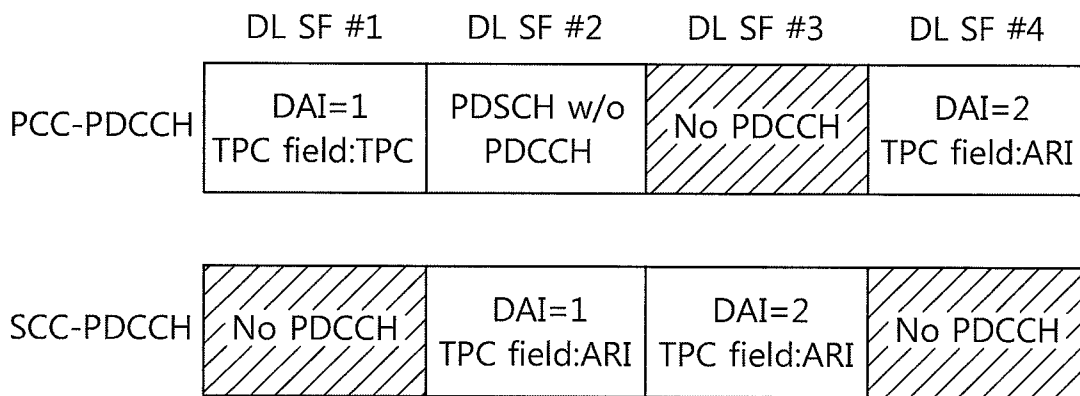 DL SF #1 DL SF #2 DL SF #3 DL SF #4
PCC-PDCCH
DAI=1
TPC field:TPC
PDSCH w/o
PDCCH
No PDCCH
DAI=2
TPC field:ARI
SCC-PDCCH
No PDCCH
DAI=1
TPC field:ARI
DAI=2
TPC field:ARI
No PDCCH